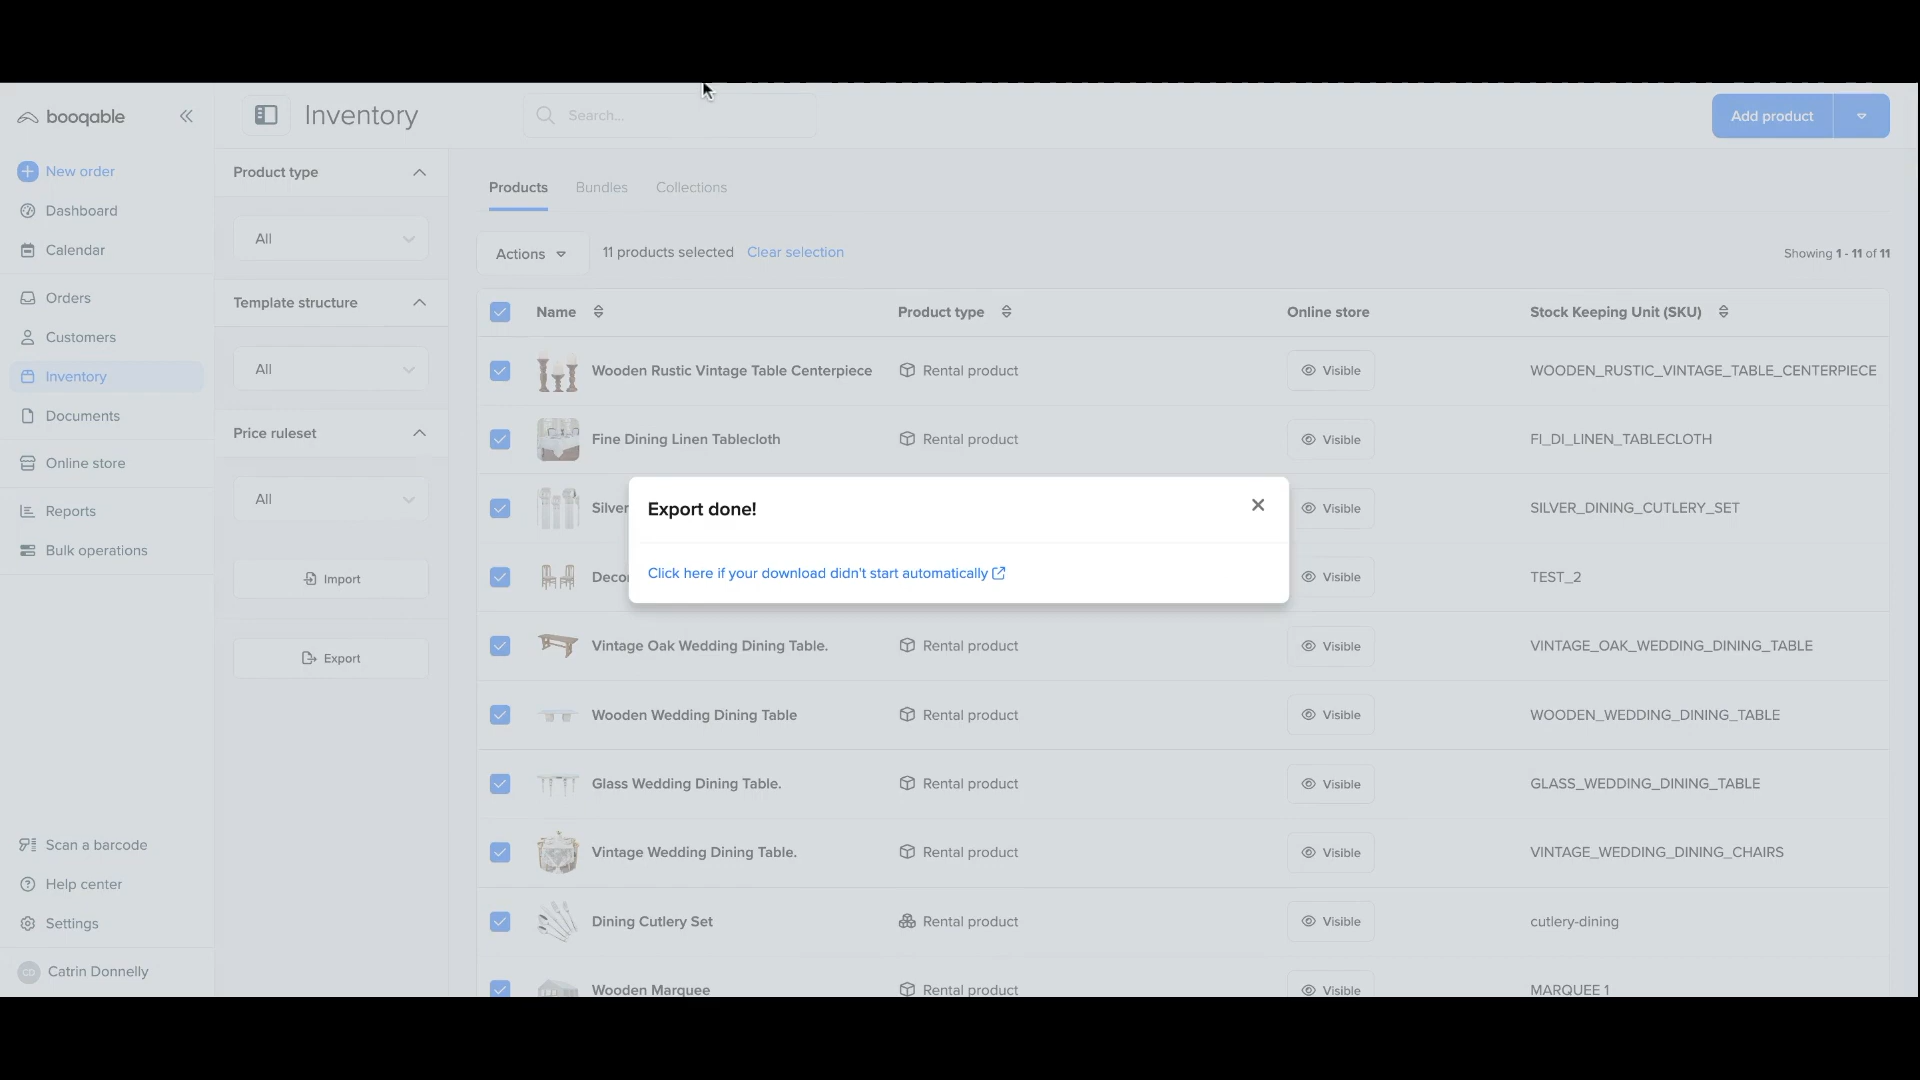 booqable
Inventory
Search...
Add product
New order
Dashboard
Calendar
Orders
Customers
Inventory
Documents
Online store
Reports
Bulk operations
Scan a barcode
Help center
Settings
CD Catrin Donnelly
Product type
All
Template structure
All
Price ruleset
All
Import
Export
Products Bundles Collections
Actions 11 products selected Clear selection Showing 1 - 11 of 11
Name Product type Online store Stock Keeping Unit (SKU)
Wooden Rustic Vintage Table Centerpiece Rental product Visible WOODEN_RUSTIC_VINTAGE_TABLE_CENTERPIECE
Fine Dining Linen Tablecloth Rental product Visible FI_DI_LINEN_TABLECLOTH
Silver Visible SILVER_DINING_CUTLERY_SET
Visible TEST_2
Export done!
Click here if your download didn't start automatically
Vintage Oak Wedding Dining Table. Rental product Visible VINTAGE_OAK_WEDDING_DINING_TABLE
Wooden Wedding Dining Table Rental product Visible WOODEN_WEDDING_DINING_TABLE
Glass Wedding Dining Table. Rental product Visible GLASS_WEDDING_DINING_TABLE
Vintage Wedding Dining Table. Rental product Visible VINTAGE_WEDDING_DINING_CHAIRS
Dining Cutlery Set Rental product Visible cutlery-dining
Wooden Marquee Rental product Visible MARQUEE 1